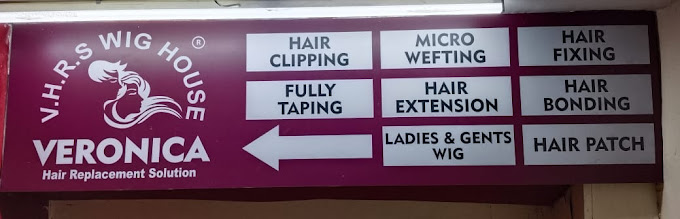 V.H.R.S WIG HOUSE ®
VERONICA
Hair Replacement Solution
HAIR
CLIPPING
MICRO
WEFTING
HAIR
FIXING
FULLY
TAPING
HAIR
EXTENSION
HAIR
BONDING
LADIES & GENTS
WIG
HAIR PATCH